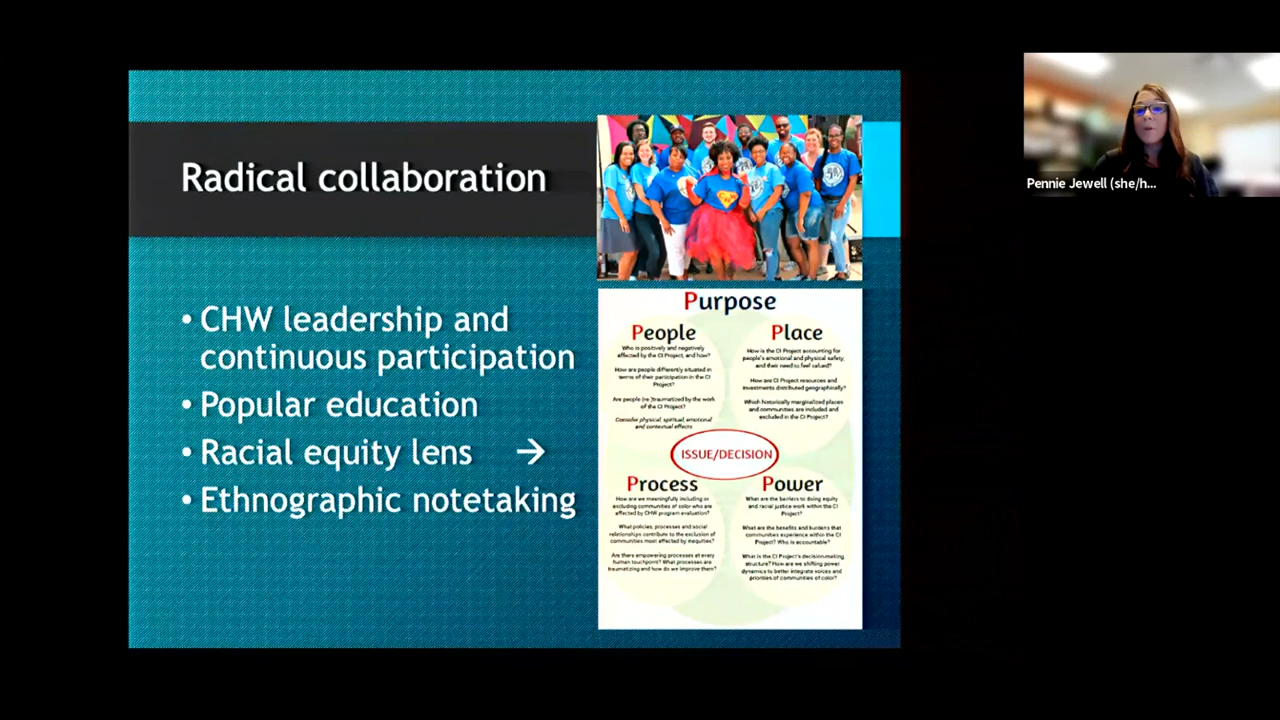 Radical collaboration
• CHW leadership and
continuous participation
• Popular education
• Racial equity lens →
• Ethnographic notetaking
Purpose
People
Who is positively and negatively
affected by the CI Project, and how?
How are people differently situated in
terms of their participation in the CI
Project?
Are people (re)traumatized by the work
of the CI Project?
Consider physical, spiritual, emotional
and contextual effects
Place
How is the CI Project accounting for
people's emotional and physical safety,
and their need to feel valued?
How are CI Project resources and
investments distributed geographically?
Which historically marginalized places
and communities are included and
excluded in the CI Project?
ISSUE/DECISION
Process
How are we meaningfully including or
excluding communities of color who are
affected by CHW program evaluation?
What policies, processes and social
relationships contribute to the exclusion of
communities most affected by inequities?
Are there empowering processes at every
human touchpoint? What processes are
traumatizing and how do we improve them?
Power
What are the barriers to doing equity
and racial justice work within the CI
Project?
What are the benefits and burdens that
communities experience within the CI
Project? Who is accountable?
What is the CI Project's decision-making
structure? How are we shifting power
dynamics to better integrate voices and
priorities of communities of color?
Pennie Jewell (she/h...